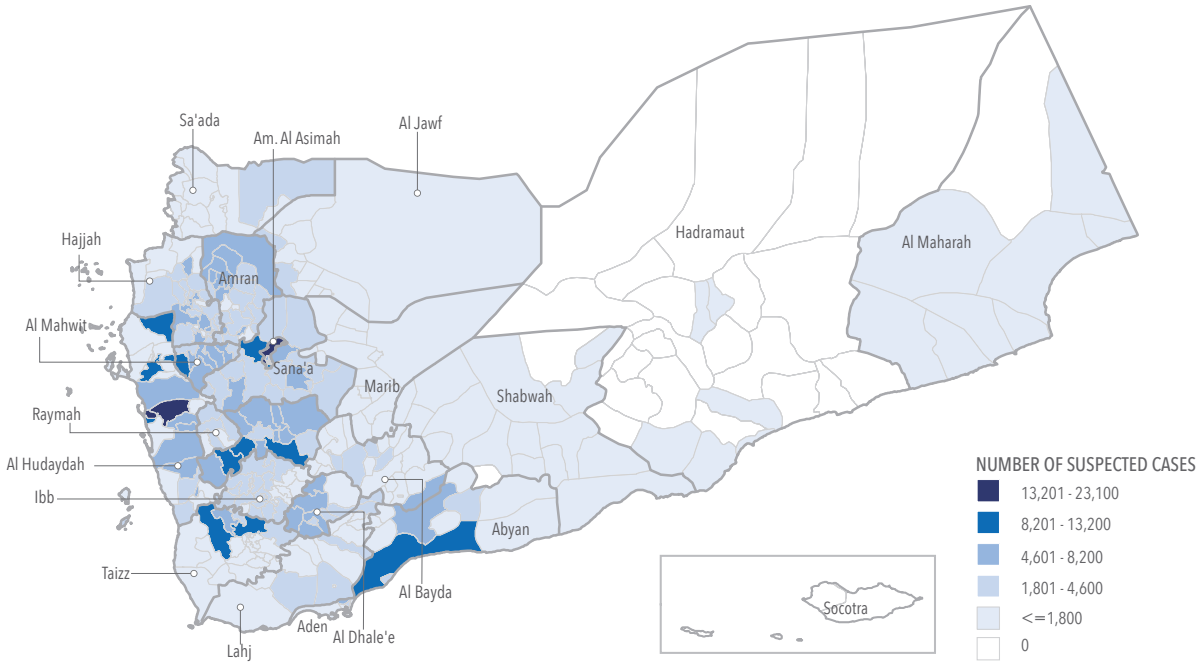 Sa'ada
Am. Al Asimah
Al Jawf
Hajjah
Hadramaut
Al Maharah
Amran
Al Mahwit
Sana'a
Marib
Shabwah
Raymah
Al Hudaydah
Ibb
Abyan
Taizz
Al Bayda
Aden
Al Dhale'e
Lahj
Socotra
NUMBER OF SUSPECTED CASES
13,201 - 23,100
8,201 - 13,200
4,601 - 8,200
1,801 - 4,600
<=1,800
0